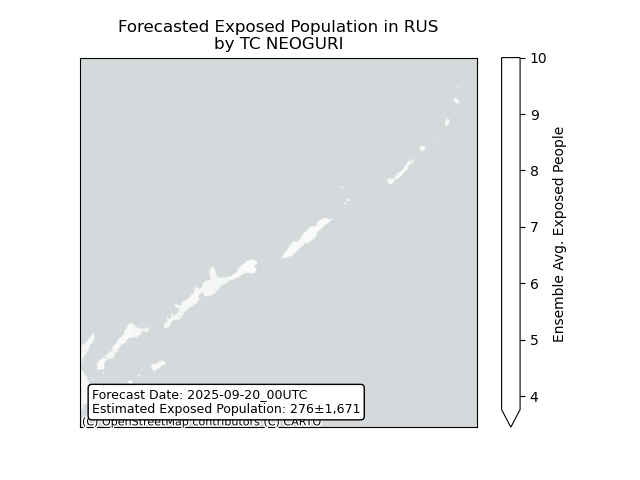 Forecasted Exposed Population in RUS
by TC NEOGURI
10
9
8
7
6
5
4
Ensemble Avg. Exposed People
Forecast Date: 2025-09-20_00UTC
Estimated Exposed Population: 276±1,671
(C) OpenStreetMap contributors (C) CARTO